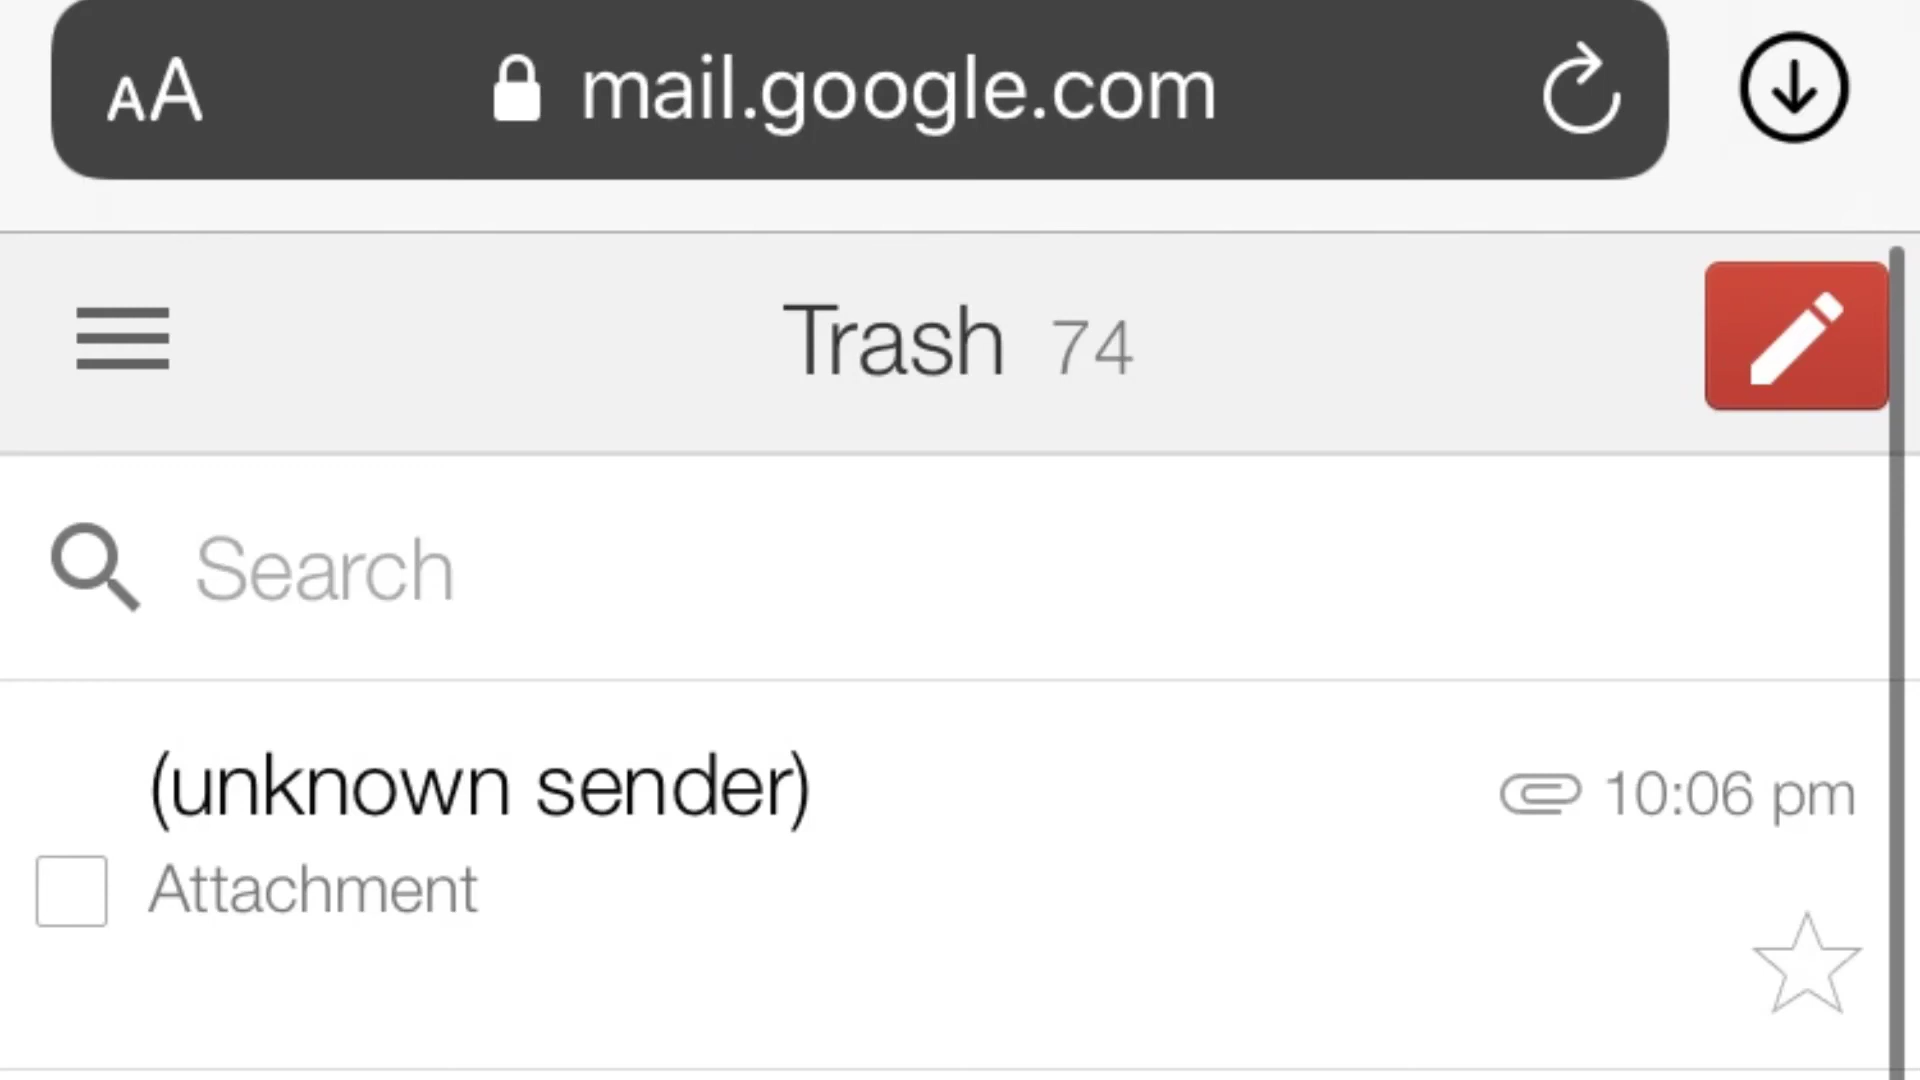 AA mail.google.com
Trash 74
Search
(unknown sender) 10:06 pm
Attachment